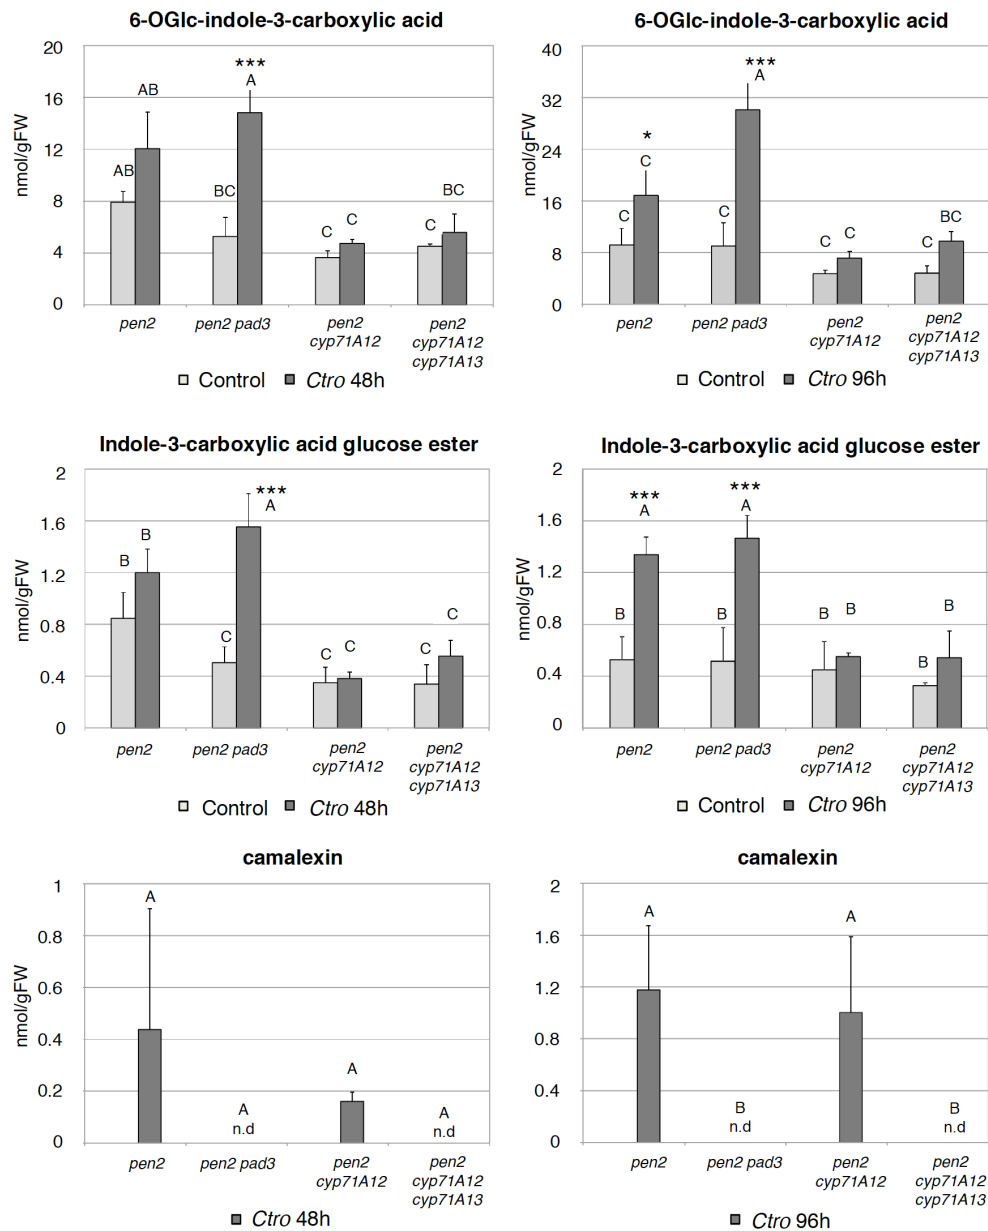 6-OGlc-indole-3-carboxylic acid
nmol/gFW
20
16
12
8
4
0
AB
AB
BC
***
A
C
C
C
BC
pen2
pen2 pad3
pen2
cyp71A12
pen2
cyp71A12
cyp71A13
Control
Ctro 48h
6-OGlc-indole-3-carboxylic acid
nmol/gFW
40
32
24
16
8
0
C
*
C
C
***
A
C
C
C
BC
pen2
pen2 pad3
pen2
cyp71A12
pen2
cyp71A12
cyp71A13
Control
Ctro 96h
Indole-3-carboxylic acid glucose ester
nmol/gFW
2
1.6
1.2
0.8
0.4
0
B
B
C
***
A
C
C
C
C
pen2
pen2 pad3
pen2
cyp71A12
pen2
cyp71A12
cyp71A13
Control
Ctro 48h
Indole-3-carboxylic acid glucose ester
nmol/gFW
2
1.6
1.2
0.8
0.4
0
B
***
A
B
***
A
B
B
B
B
pen2
pen2 pad3
pen2
cyp71A12
pen2
cyp71A12
cyp71A13
Control
Ctro 96h
camalexin
nmol/gFW
1
0.8
0.6
0.4
0.2
0
A
A
n.d
A
A
n.d
pen2
pen2 pad3
pen2
cyp71A12
pen2
cyp71A12
cyp71A13
Ctro 48h
camalexin
nmol/gFW
2
1.6
1.2
0.8
0.4
0
A
B
n.d
A
B
n.d
pen2
pen2 pad3
pen2
cyp71A12
pen2
cyp71A12
cyp71A13
Ctro 96h